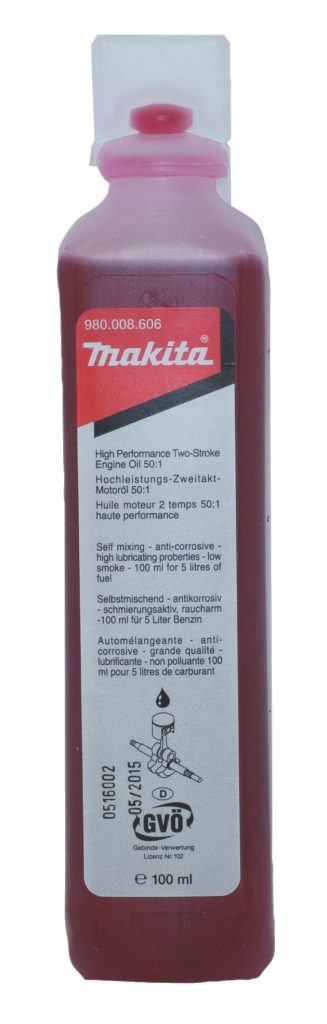 980.008.606
Makita®
High Performance Two-Stroke
Engine Oil 50:1
Hochleistungs-Zweitakt-
Motoröl 50:1
Huile moteur 2 temps 50:1
haute performance
Self mixing - anti-corrosive -
high lubricating proberties - low
smoke - 100 ml for 5 litres of
fuel
Selbstmischend - antikorrosiv
- schmierungsaktiv, raucharm
-100 ml für 5 Liter Benzin
Automélangeante - anti-
corrosive - grande qualité -
lubrifiante - non polluante 100
ml pour 5 litres de carburant
0516002
05/2015
D
GVÖ
Gebinde-Verwertung
Lizenz Nr. 102
e 100 ml